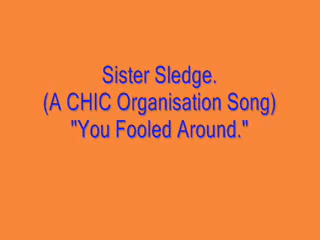 Sister Sledge.
(A CHIC Organisation Song)
"You Fooled Around."